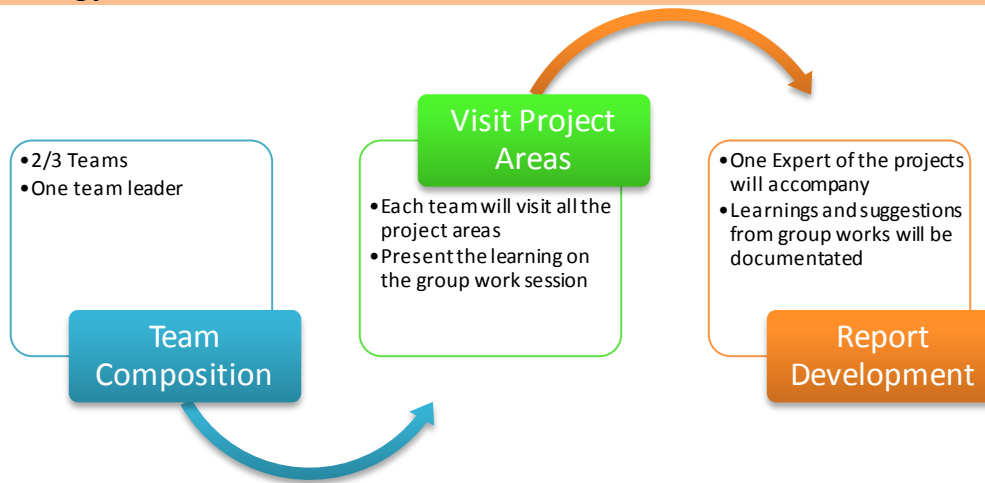 •2/3 Teams
•One team leader
Team
Composition
Visit Project
Areas
•Each team will visit all the
project areas
•Present the learning on
the group work session
•One Expert of the projects
will accompany
•Learnings and suggestions
from group works will be
documentated
Report
Development